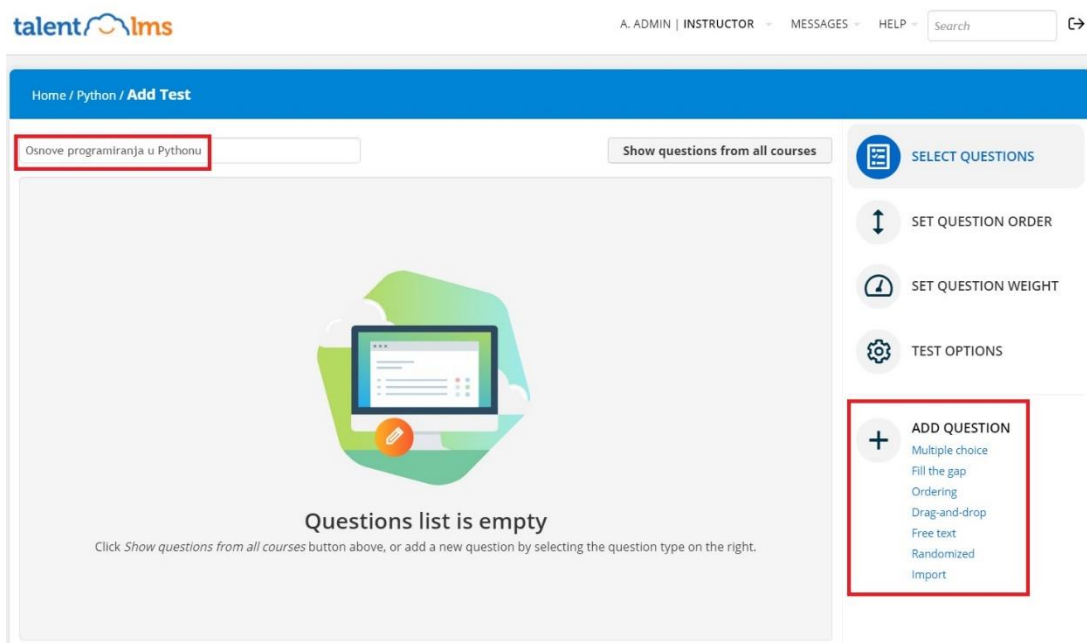 talentlms
A. ADMIN | INSTRUCTOR MESSAGES HELP Search
Home / Python / Add Test
Osnove programiranja u Pythonu
Show questions from all courses
Questions list is empty
Click Show questions from all courses button above, or add a new question by selecting the question type on the right.
SELECT QUESTIONS
SET QUESTION ORDER
SET QUESTION WEIGHT
TEST OPTIONS
ADD QUESTION
Multiple choice
Fill the gap
Ordering
Drag-and-drop
Free text
Randomized
Import